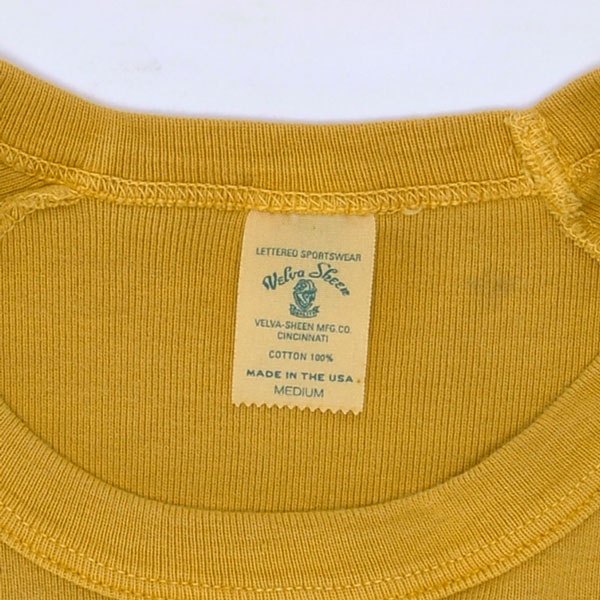 LETTERED SPORTSWEAR
Velva Sheen
VELVA-SHEEN MFG.CO.
CINCINNATI
COTTON 100%
MADE IN THE USA
MEDIUM